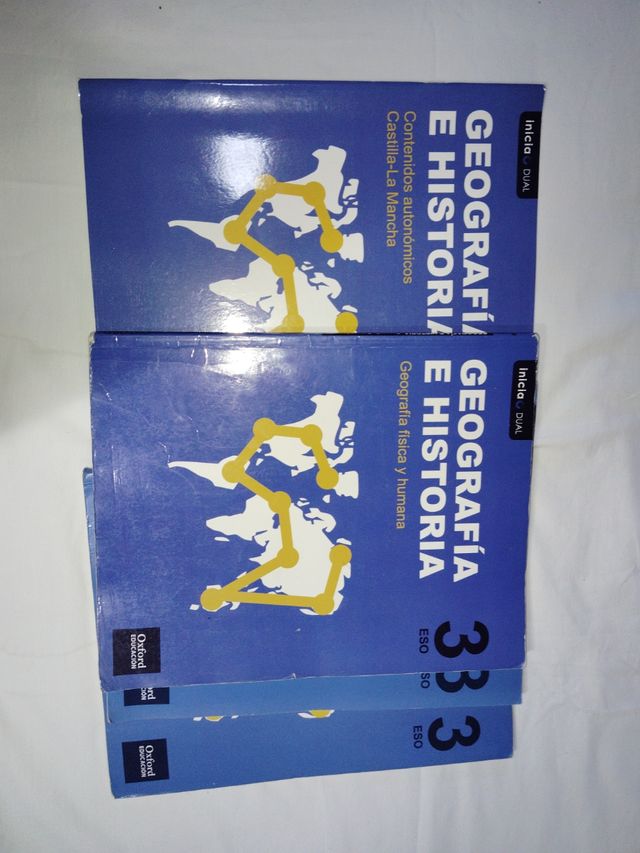 inicia DUAL
GEOGRAFÍA
E HISTORIA
Contenidos autonómicos
Castilla-La Mancha
inicia DUAL
GEOGRAFÍA
E HISTORIA
Geografía física y humana
3
ESO
Oxford
EDUCACIÓN
3
ESO
EDUCACIÓN
3
ESO
Oxford
EDUCACIÓN